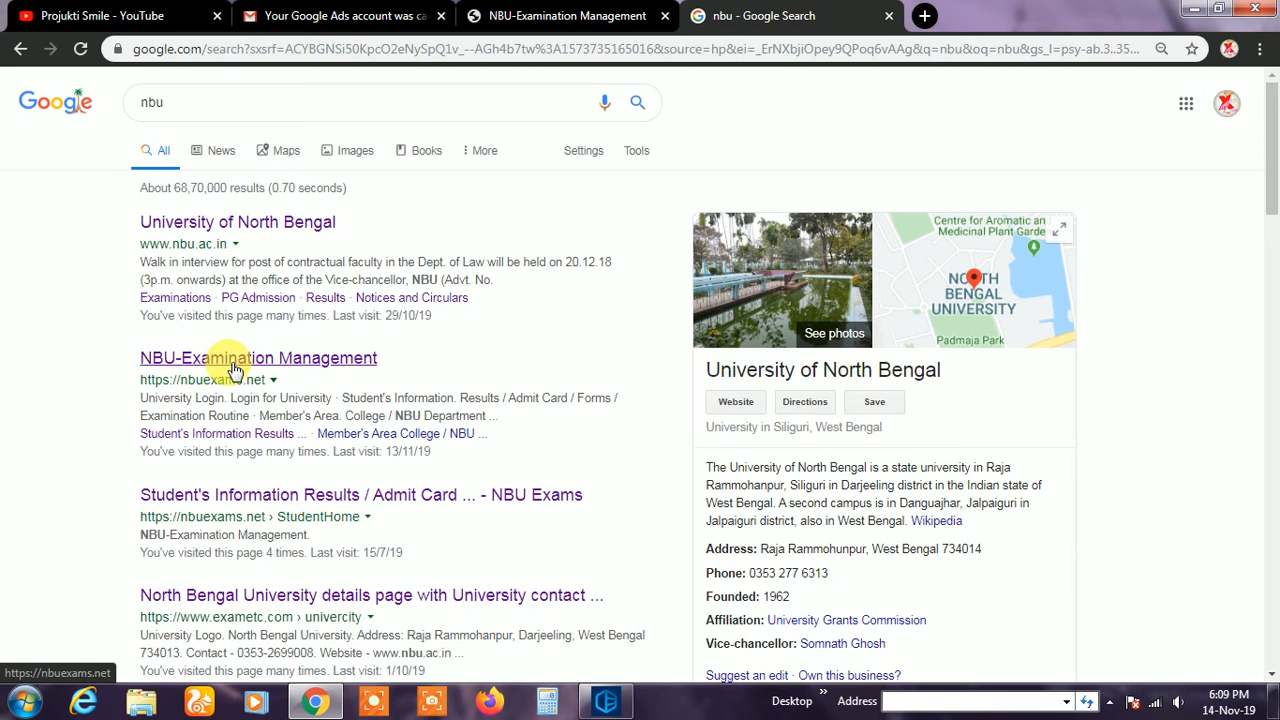 Projukti Smile - YouTube
Your Google Ads account was ca
NBU-Examination Management
nbu - Google Search
google.com/search?sxsrf=ACYBGNSi50KpcO2eNySpQ1v_--AGh4b7tw%3A1573735165016&source=hp&ei=_ErNXbjiOpey9QPoq6vAAg&q=nbu&oq=nbu&gs_l=psy-ab.3..35...
Google
nbu
All
News
Maps
Images
Books
More
Settings
Tools
About 68,70,000 results (0.70 seconds)
University of North Bengal
www.nbu.ac.in
Walk in interview for post of contractual faculty in the Dept. of Law will be held on 20.12.18
(3p.m. onwards) at the office of the Vice-chancellor, NBU (Advt. No.
Examinations · PG Admission · Results · Notices and Circulars
You've visited this page many times. Last visit: 29/10/19
NBU-Examination Management
https://nbuexams.net
University Login. Login for University · Student's Information. Results / Admit Card / Forms /
Examination Routine · Member's Area. College / NBU Department ...
Student's Information Results ... · Member's Area College / NBU ...
You've visited this page many times. Last visit: 13/11/19
Student's Information Results / Admit Card ... - NBU Exams
https://nbuexams.net › StudentHome
NBU-Examination Management.
You've visited this page 4 times. Last visit: 15/7/19
North Bengal University details page with University contact ...
https://www.exametc.com › univercity
University Logo. North Bengal University. Address: Raja Rammohanpur, Darjeeling, West Bengal
734013. Contact - 0353-2699008. Website - www.nbu.ac.in ...
You've visited this page many times. Last visit: 1/10/19
Centre for Aromatic an
Medicinal Plant Garde
NORTH
BENGAL
UNIVERSITY
Padmaja Park
See photos
University of North Bengal
Website
Directions
Save
University in Siliguri, West Bengal
The University of North Bengal is a state university in Raja
Rammohanpur, Siliguri in Darjeeling district in the Indian state of
West Bengal. A second campus is in Danguajhar, Jalpaiguri in
Jalpaiguri district, also in West Bengal. Wikipedia
Address: Raja Rammohunpur, West Bengal 734014
Phone: 0353 277 6313
Founded: 1962
Affiliation: University Grants Commission
Vice-chancellor: Somnath Ghosh
Suggest an edit · Own this business?
https://nbuexams.net
Desktop
Address
6:09 PM
14-Nov-19